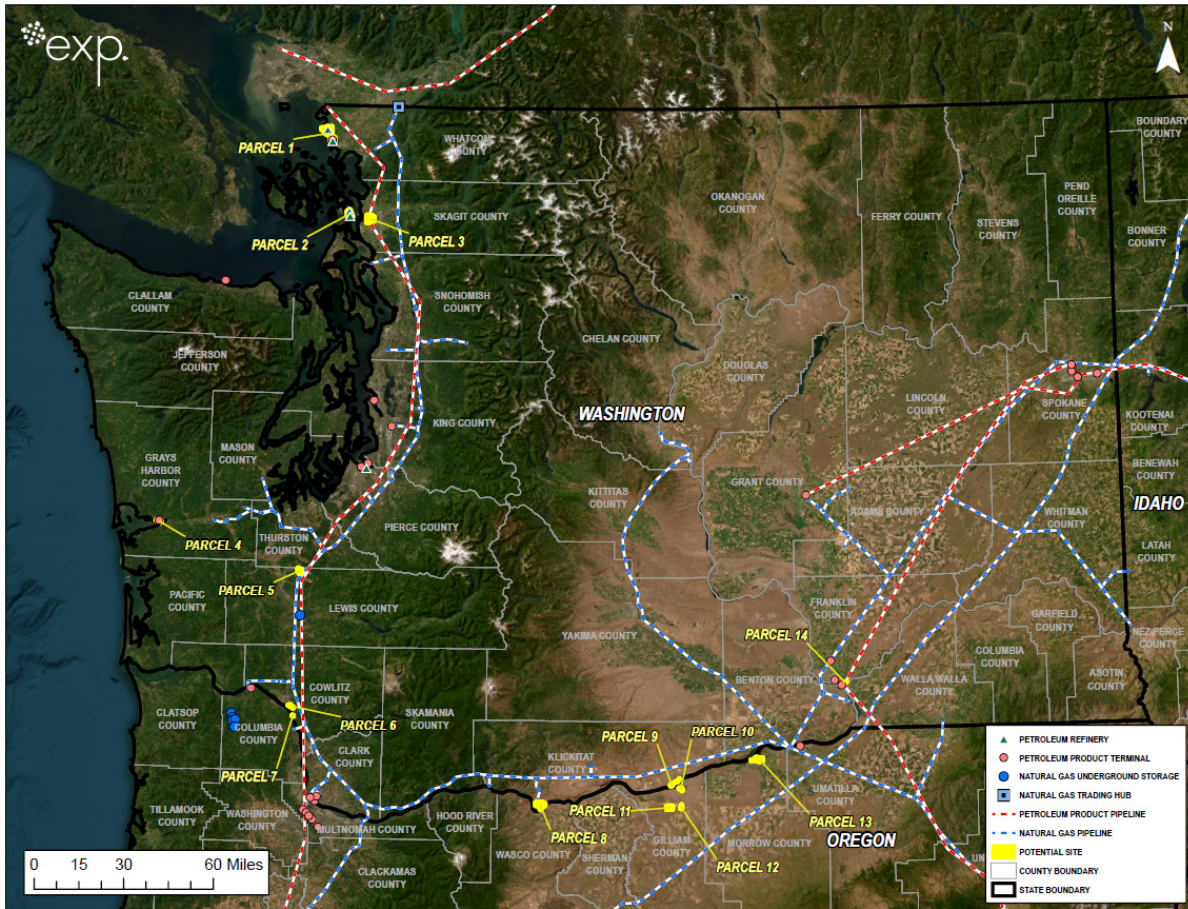 exp.
N
PARCEL 1
WHATCOM
COUNTY
BOUNDARY
COUNTY
PEND
OREILLE
COUNTY
OKANOGAN
COUNTY
FERRY COUNTY
STEVENS
COUNTY
BONNER
COUNTY
PARCEL 2
PARCEL 3
SKAGIT COUNTY
CLALLAM
COUNTY
SNOHOMISH
COUNTY
CHELAN COUNTY
JEFFERSON
COUNTY
DOUGLAS
COUNTY
LINCOLN
COUNTY
SPOKANE
COUNTY
KOOTENAI
COUNTY
WASHINGTON
KING COUNTY
MASON
COUNTY
GRAYS
HARBOR
COUNTY
KITTITAS
COUNTY
GRANT COUNTY
ADAMS COUNTY
WHITMAN
COUNTY
BENEWAH
COUNTY
IDAHO
LATAH
COUNTY
PARCEL 4
THURSTON
COUNTY
PIERCE COUNTY
PARCEL 5
PACIFIC
COUNTY
LEWIS COUNTY
YAKIMA COUNTY
FRANKLIN
COUNTY
GARFIELD
COUNTY
NEZ PERCE
COUNTY
PARCEL 14
COLUMBIA
COUNTY
ASOTIN
COUNTY
BENTON COUNTY
WALLA WALLA
COUNTY
COWLITZ
COUNTY
SKAMANIA
COUNTY
CLATSOP
COUNTY
COLUMBIA
COUNTY
PARCEL 6
PARCEL 7
CLARK
COUNTY
KLICKITAT
COUNTY
PARCEL 9
PARCEL 10
PARCEL 11
PARCEL 8
PARCEL 12
PARCEL 13
UMATILLA
COUNTY
OREGON
TILLAMOOK
COUNTY
WASHINGTON
COUNTY
MULTNOMAH COUNTY
HOOD RIVER
COUNTY
WASCO COUNTY
SHERMAN
COUNTY
GILLIAM
COUNTY
MORROW COUNTY
CLACKAMAS
COUNTY
UN
0 15 30 60 Miles
PETROLEUM REFINERY
PETROLEUM PRODUCT TERMINAL
NATURAL GAS UNDERGROUND STORAGE
NATURAL GAS TRADING HUB
PETROLEUM PRODUCT PIPELINE
NATURAL GAS PIPELINE
POTENTIAL SITE
COUNTY BOUNDARY
STATE BOUNDARY